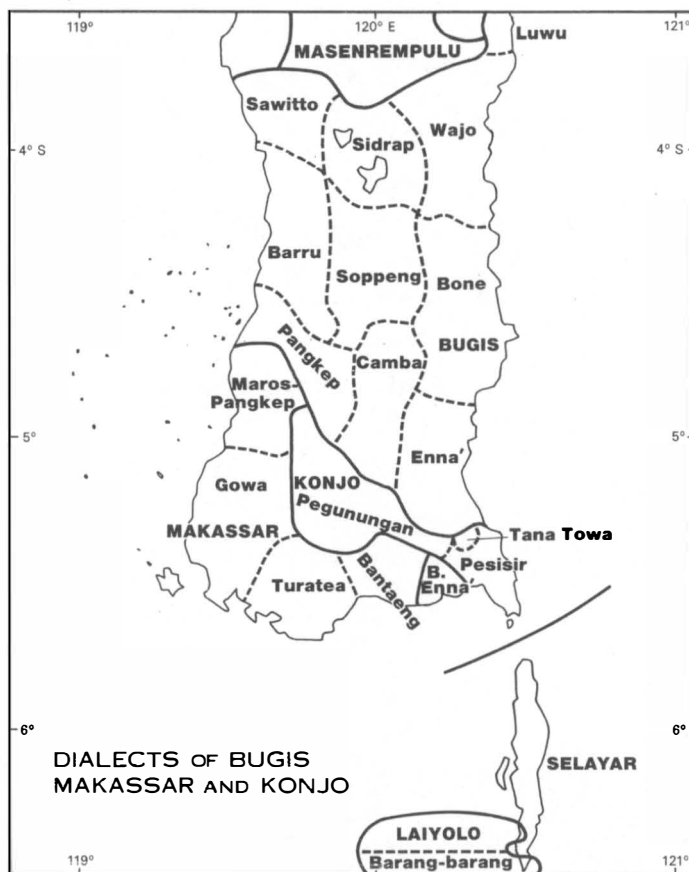 119° 120° E 121°
Luwu
MASENREMPULU
Sawitto
Wajo
4° S Sidrap 4° S
Barru
Soppeng
Bone
Pangkep
Camba
BUGIS
Maros-
Pangkep
5° 5°
Enna'
Gowa
KONJO
Pegunungan
MAKASSAR
Tana Towa
Pesisir
Turatea
Bantaeng
B.
Enna'
6° 6°
DIALECTS OF BUGIS
MAKASSAR AND KONJO
SELAYAR
LAIYOLO
Barang-barang
119° 121°